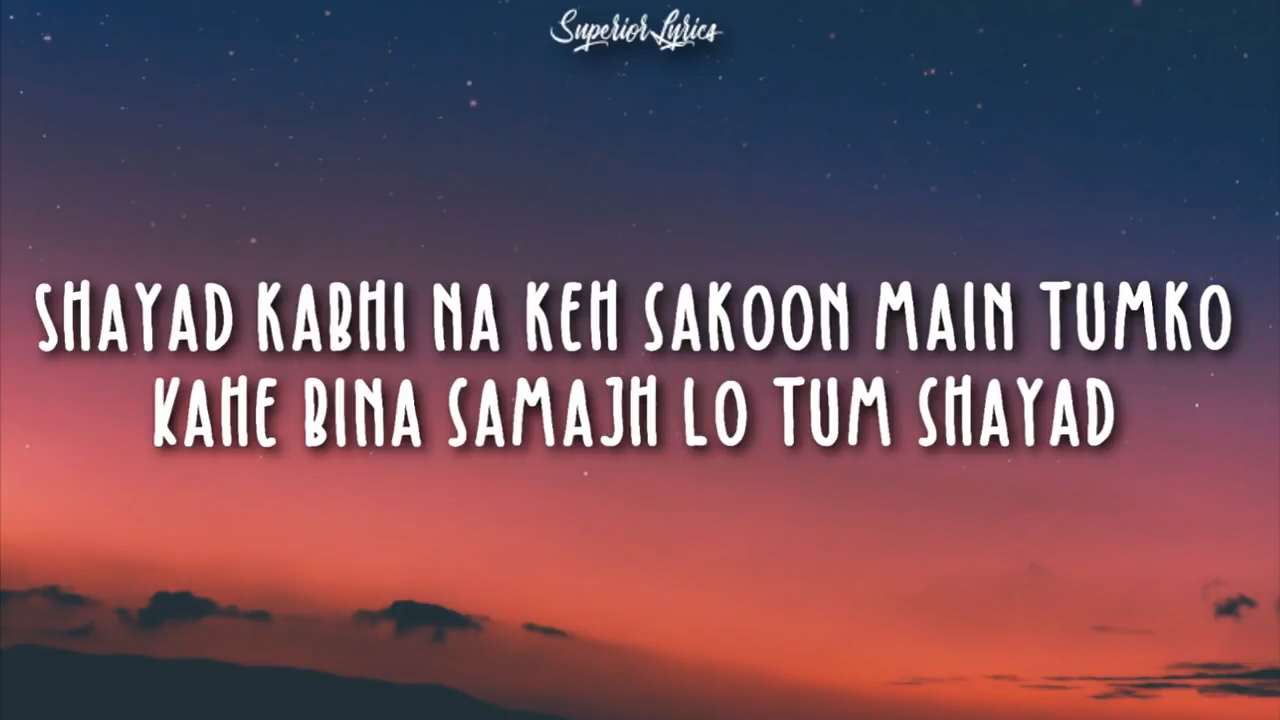 Superior Lyrics
SHAYAD KABHI NA KEH SAKOON MAIN TUMKO
KAHE BINA SAMAJH LO TUM SHAYAD